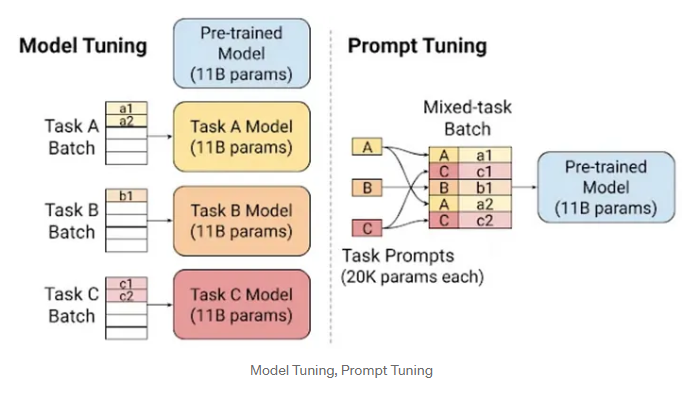 Model Tuning
Pre-trained
Model
(11B params)
Task A
Batch
a1
a2
Task A Model
(11B params)
Task B
Batch
b1
Task B Model
(11B params)
Task C
Batch
c1
c2
Task C Model
(11B params)
Prompt Tuning
Mixed-task
Batch
A
B
C
A a1
C c1
B b1
A a2
C c2
Task Prompts
(20K params each)
Pre-trained
Model
(11B params)
Model Tuning, Prompt Tuning